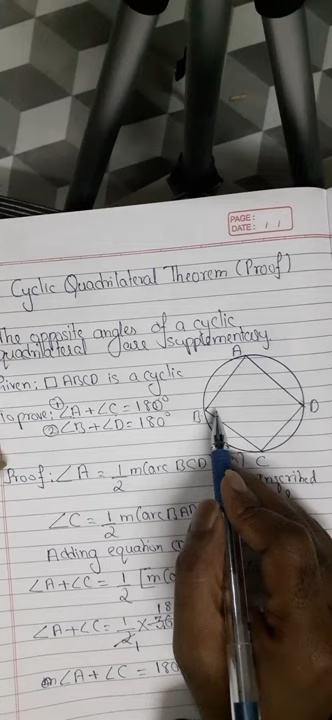 PAGE:
DATE: / /
Cyclic Quadrilateral Theorem (Proof)
The opposite angles of a cyclic
quadrilateral are supplementary
Given: □ ABCD is a cyclic
To prove: ① ∠A + ∠C = 180°
② ∠B + ∠D = 180°
A
B
D
C
Proof: ∠A = 1/2 m(arc BCD
inscribed
∠C = 1/2 m(arc BAD
Adding equation
∠A + ∠C = 1/2 [m(
∠A + ∠C = 1/2 ×
m∠A + ∠C = 180